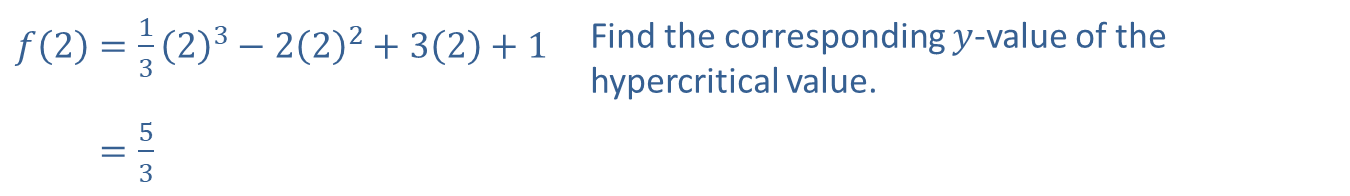 f(2) = 1/3 (2)³ − 2(2)² + 3(2) + 1 Find the corresponding y-value of the
hypercritical value.
= 5/3